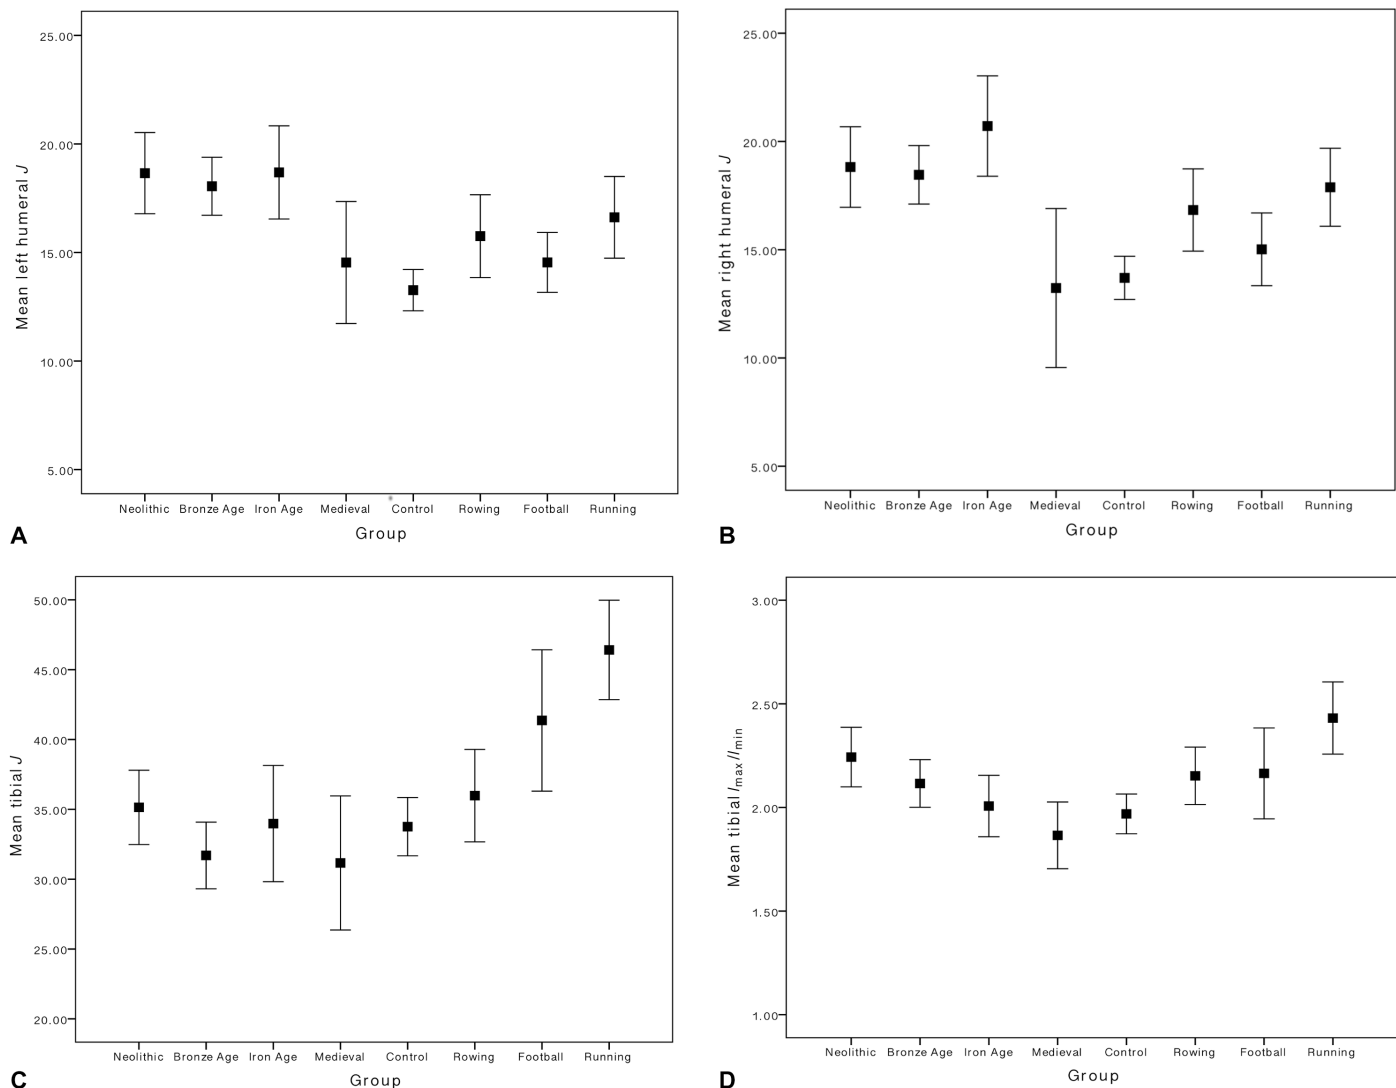 25.00
20.00
15.00
10.00
5.00
Mean left humeral J
Neolithic Bronze Age Iron Age Medieval Control Rowing Football Running
Group
A
25.00
20.00
15.00
10.00
5.00
Mean right humeral J
Neolithic Bronze Age Iron Age Medieval Control Rowing Football Running
Group
B
50.00
45.00
40.00
35.00
30.00
25.00
20.00
Mean tibial J
Neolithic Bronze Age Iron Age Medieval Control Rowing Football Running
Group
C
3.00
2.50
2.00
1.50
1.00
Mean tibial Imax/Imin
Neolithic Bronze Age Iron Age Medieval Control Rowing Football Running
Group
D